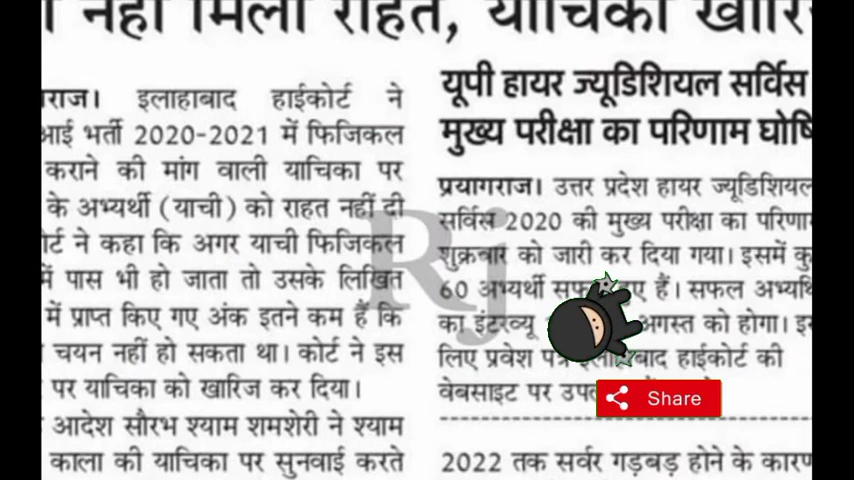 नहीं मिली राहत, याचिका खारि
राज। इलाहाबाद हाईकोर्ट ने
आई भर्ती 2020-2021 में फिजिकल
कराने की मांग वाली याचिका पर
के अभ्यर्थी (याची) को राहत नहीं दी
र्ट ने कहा कि अगर याची फिजिकल
में पास भी हो जाता तो उसके लिखित
में प्राप्त किए गए अंक इतने कम हैं कि
चयन नहीं हो सकता था। कोर्ट ने इस
पर याचिका को खारिज कर दिया।
आदेश सौरभ श्याम शमशेरी ने श्याम
काला की याचिका पर सुनवाई करते
यूपी हायर ज्यूडिशियल सर्विस
मुख्य परीक्षा का परिणाम घोषि
प्रयागराज। उत्तर प्रदेश हायर ज्यूडिशियल
सर्विस 2020 की मुख्य परीक्षा का परिणा
शुक्रवार को जारी कर दिया गया। इसमें कु
60 अभ्यर्थी सफ ए हैं। सफल अभ्यर्थि
का इंटरव्यू अगस्त को होगा। इ
लिए प्रवेश पत्र इलाहाबाद हाईकोर्ट की
वेबसाइट पर उप
2022 तक सर्वर गड़बड़ होने के कारण
Rj
Share